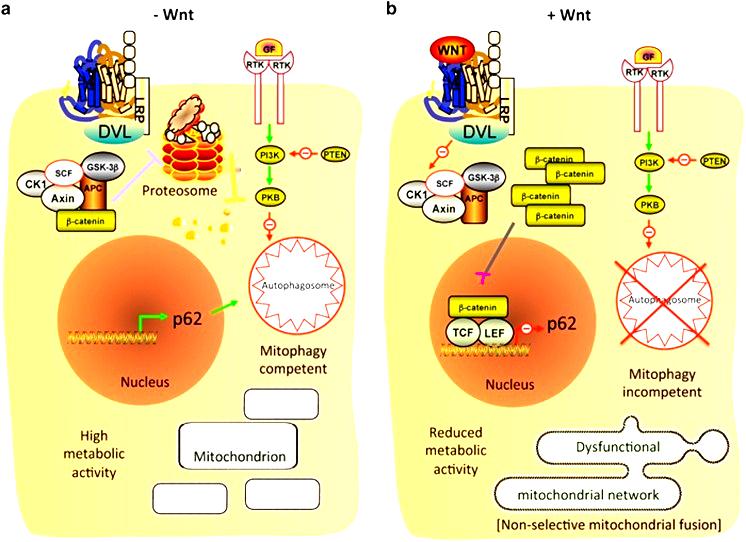 a
- Wnt
GF
RTK
RTK
LRP
DVL
PI3K
PTEN
Proteosome
PKB
GSK-3β
SCF
CK1
APC
Axin
β-catenin
Autophagosome
p62
Nucleus
Mitophagy
competent
High
metabolic
activity
Mitochondrion
b
+ Wnt
WNT
GF
RTK
RTK
LRP
DVL
β-catenin
β-catenin
β-catenin
β-catenin
PI3K
PTEN
PKB
GSK-3β
SCF
CK1
APC
Axin
Autophagosome
β-catenin
TCF
LEF
p62
Nucleus
Mitophagy
incompetent
Reduced
metabolic
activity
Dysfunctional
mitochondrial network
[Non-selective mitochondrial fusion]